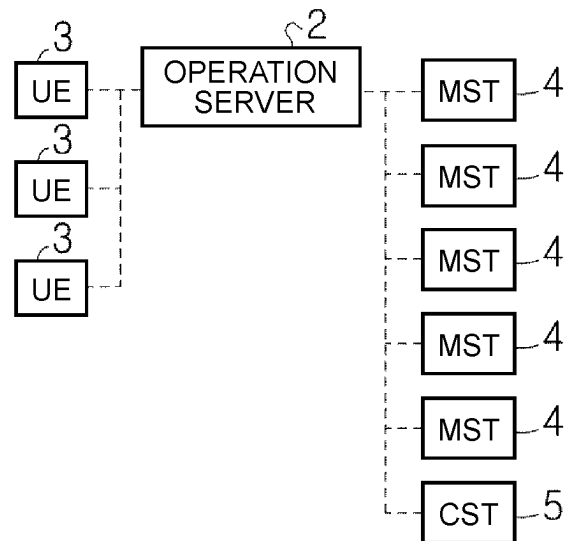 2
OPERATION
SERVER
3
UE
3
UE
3
UE
MST 4
MST 4
MST 4
MST 4
MST 4
CST 5